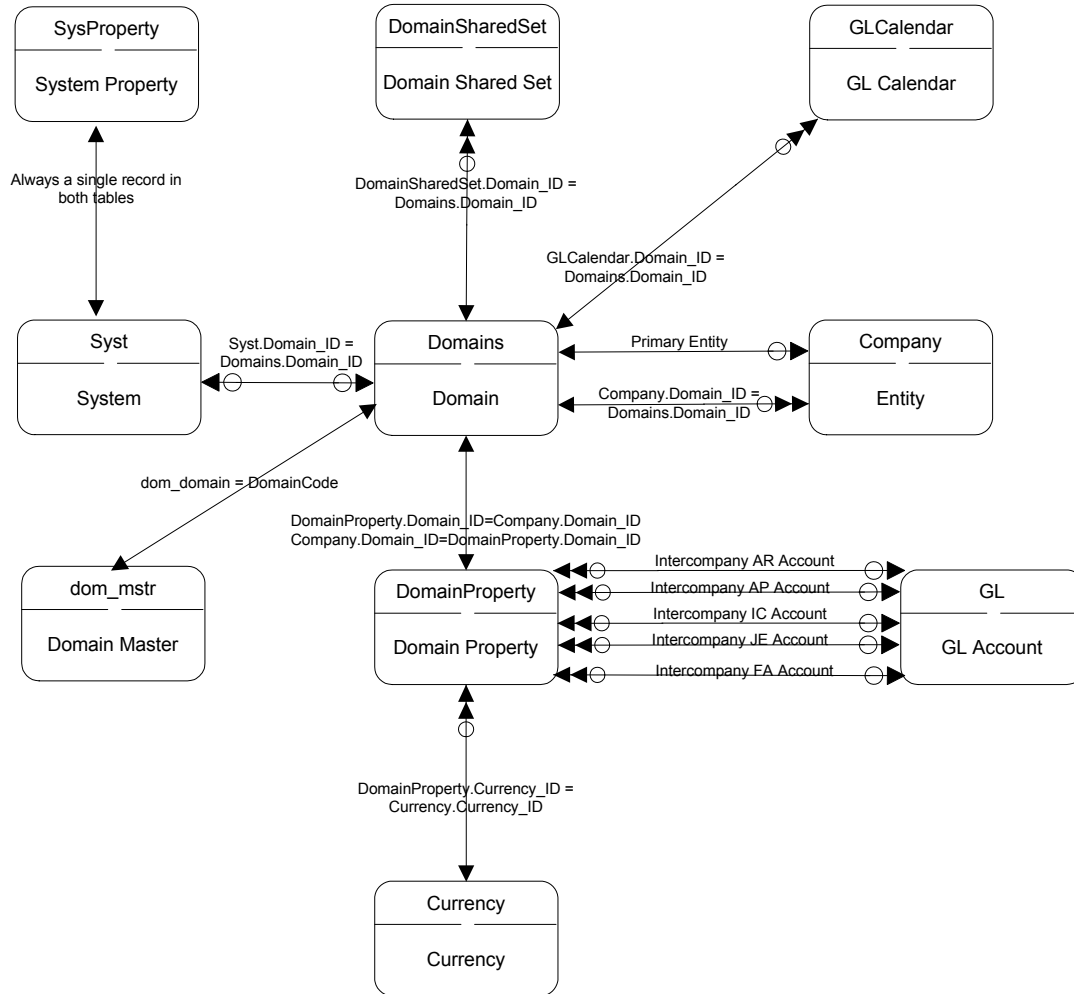 SysProperty
System Property
DomainSharedSet
Domain Shared Set
GLCalendar
GL Calendar
Always a single record in
both tables
DomainSharedSet.Domain_ID =
Domains.Domain_ID
GLCalendar.Domain_ID =
Domains.Domain_ID
Syst
System
Syst.Domain_ID =
Domains.Domain_ID
Domains
Domain
Primary Entity
Company.Domain_ID =
Domains.Domain_ID
Company
Entity
dom_domain = DomainCode
DomainProperty.Domain_ID=Company.Domain_ID
Company.Domain_ID=DomainProperty.Domain_ID
dom_mstr
Domain Master
DomainProperty
Domain Property
Intercompany AR Account
Intercompany AP Account
Intercompany IC Account
Intercompany JE Account
Intercompany FA Account
GL
GL Account
DomainProperty.Currency_ID =
Currency.Currency_ID
Currency
Currency